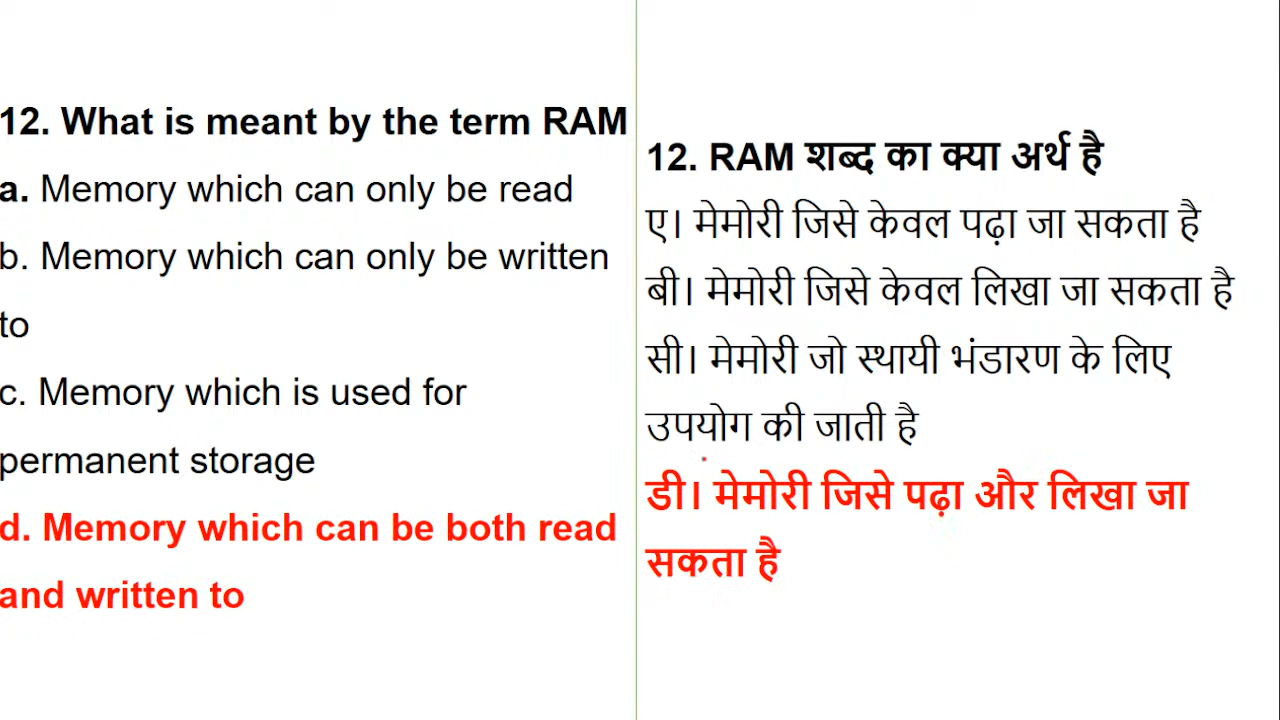 12. What is meant by the term RAM
a. Memory which can only be read
b. Memory which can only be written
to
c. Memory which is used for
permanent storage
d. Memory which can be both read
and written to
12. RAM शब्द का क्या अर्थ है
ए। मेमोरी जिसे केवल पढ़ा जा सकता है
बी। मेमोरी जिसे केवल लिखा जा सकता है
सी। मेमोरी जो स्थायी भंडारण के लिए
उपयोग की जाती है
डी। मेमोरी जिसे पढ़ा और लिखा जा
सकता है